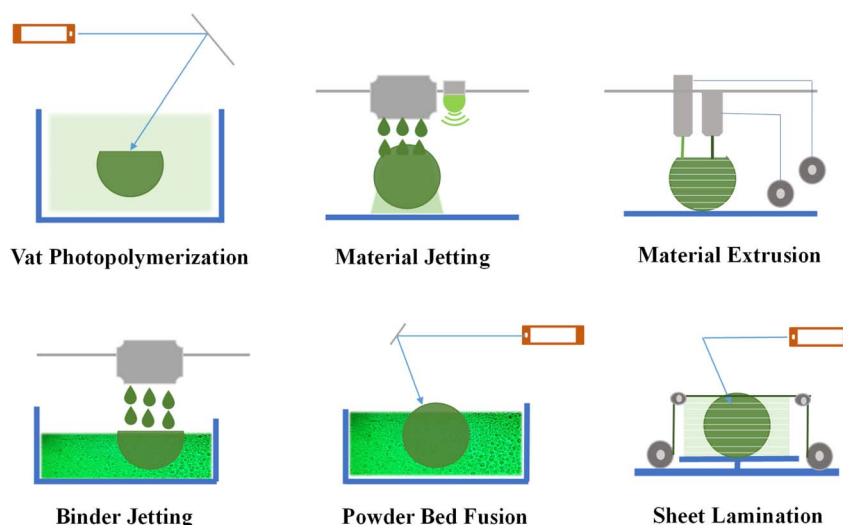 Vat Photopolymerization
Material Jetting
Material Extrusion
Binder Jetting
Powder Bed Fusion
Sheet Lamination